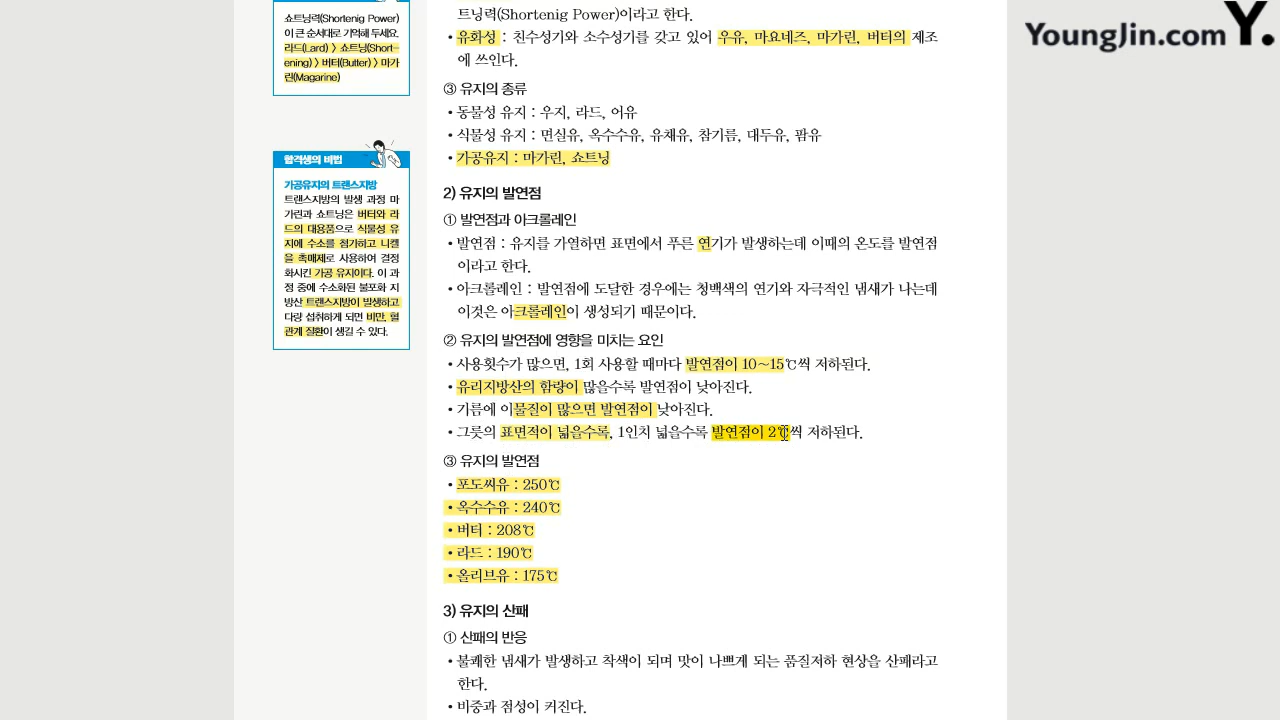 쇼트닝력(Shortening Power)
이 큰 순서대로 기억해 두세요.
라드(Lard) > 쇼트닝(Short-
ening) > 버터(Butter) > 마가
린(Magarine)
합격생의 비법
가공유지의 트랜스지방
트랜스지방의 발생 과정 마
가린과 쇼트닝은 버터와 라
드의 대용품으로 식물성 유
지에 수소를 첨가하고 니켈
을 촉매제로 사용하여 결정
화시킨 가공 유지이다. 이 과
정 중에 수소화된 불포화 지
방산 트랜스지방이 발생하고
다량 섭취하게 되면 비만, 혈
관계 질환이 생길 수 있다.
트닝력(Shortenig Power)이라고 한다.
• 유화성 : 친수성기와 소수성기를 갖고 있어 우유, 마요네즈, 마가린, 버터의 제조
에 쓰인다.
③ 유지의 종류
• 동물성 유지 : 우지, 라드, 어유
• 식물성 유지 : 면실유, 옥수수유, 유채유, 참기름, 대두유, 팜유
• 가공유지 : 마가린, 쇼트닝
2) 유지의 발연점
① 발연점과 아크롤레인
• 발연점 : 유지를 가열하면 표면에서 푸른 연기가 발생하는데 이때의 온도를 발연점
이라고 한다.
• 아크롤레인 : 발연점에 도달한 경우에는 청백색의 연기와 자극적인 냄새가 나는데
이것은 아크롤레인이 생성되기 때문이다.
② 유지의 발연점에 영향을 미치는 요인
• 사용횟수가 많으면, 1회 사용할 때마다 발연점이 10~15℃씩 저하된다.
• 유리지방산의 함량이 많을수록 발연점이 낮아진다.
• 기름에 이물질이 많으면 발연점이 낮아진다.
• 그릇의 표면적이 넓을수록, 1인치 넓을수록 발연점이 2℃씩 저하된다.
③ 유지의 발연점
• 포도씨유 : 250℃
• 옥수수유 : 240℃
• 버터 : 208℃
• 라드 : 190℃
• 올리브유 : 175℃
3) 유지의 산패
① 산패의 반응
• 불쾌한 냄새가 발생하고 착색이 되며 맛이 나쁘게 되는 품질저하 현상을 산패라고
한다.
• 비중과 점성이 커진다.
YoungJin.com Y.